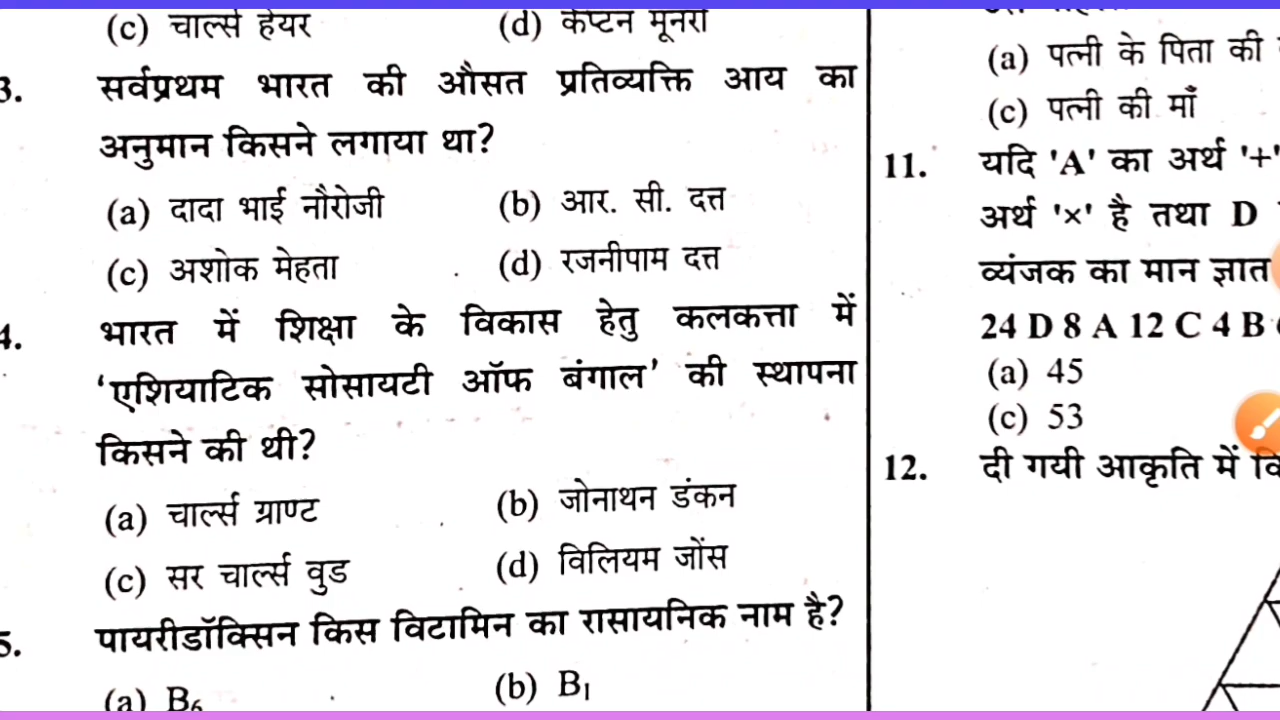 (c) चार्ल्स हेयर (d) कैप्टन मूनरो
3. सर्वप्रथम भारत की औसत प्रतिव्यक्ति आय का
अनुमान किसने लगाया था?
(a) दादा भाई नौरोजी (b) आर. सी. दत्त
(c) अशोक मेहता (d) रजनीपाम दत्त
4. भारत में शिक्षा के विकास हेतु कलकत्ता में
‘एशियाटिक सोसायटी ऑफ बंगाल’ की स्थापना
किसने की थी?
(a) चार्ल्स ग्राण्ट (b) जोनाथन डंकन
(c) सर चार्ल्स वुड (d) विलियम जोंस
5. पायरीडॉक्सिन किस विटामिन का रासायनिक नाम है?
(a) B₆ (b) B₁
(a) पत्नी के पिता की
(c) पत्नी की माँ
11. यदि 'A' का अर्थ '+'
अर्थ '×' है तथा D
व्यंजक का मान ज्ञात
24 D 8 A 12 C 4 B
(a) 45
(c) 53
12. दी गयी आकृति में